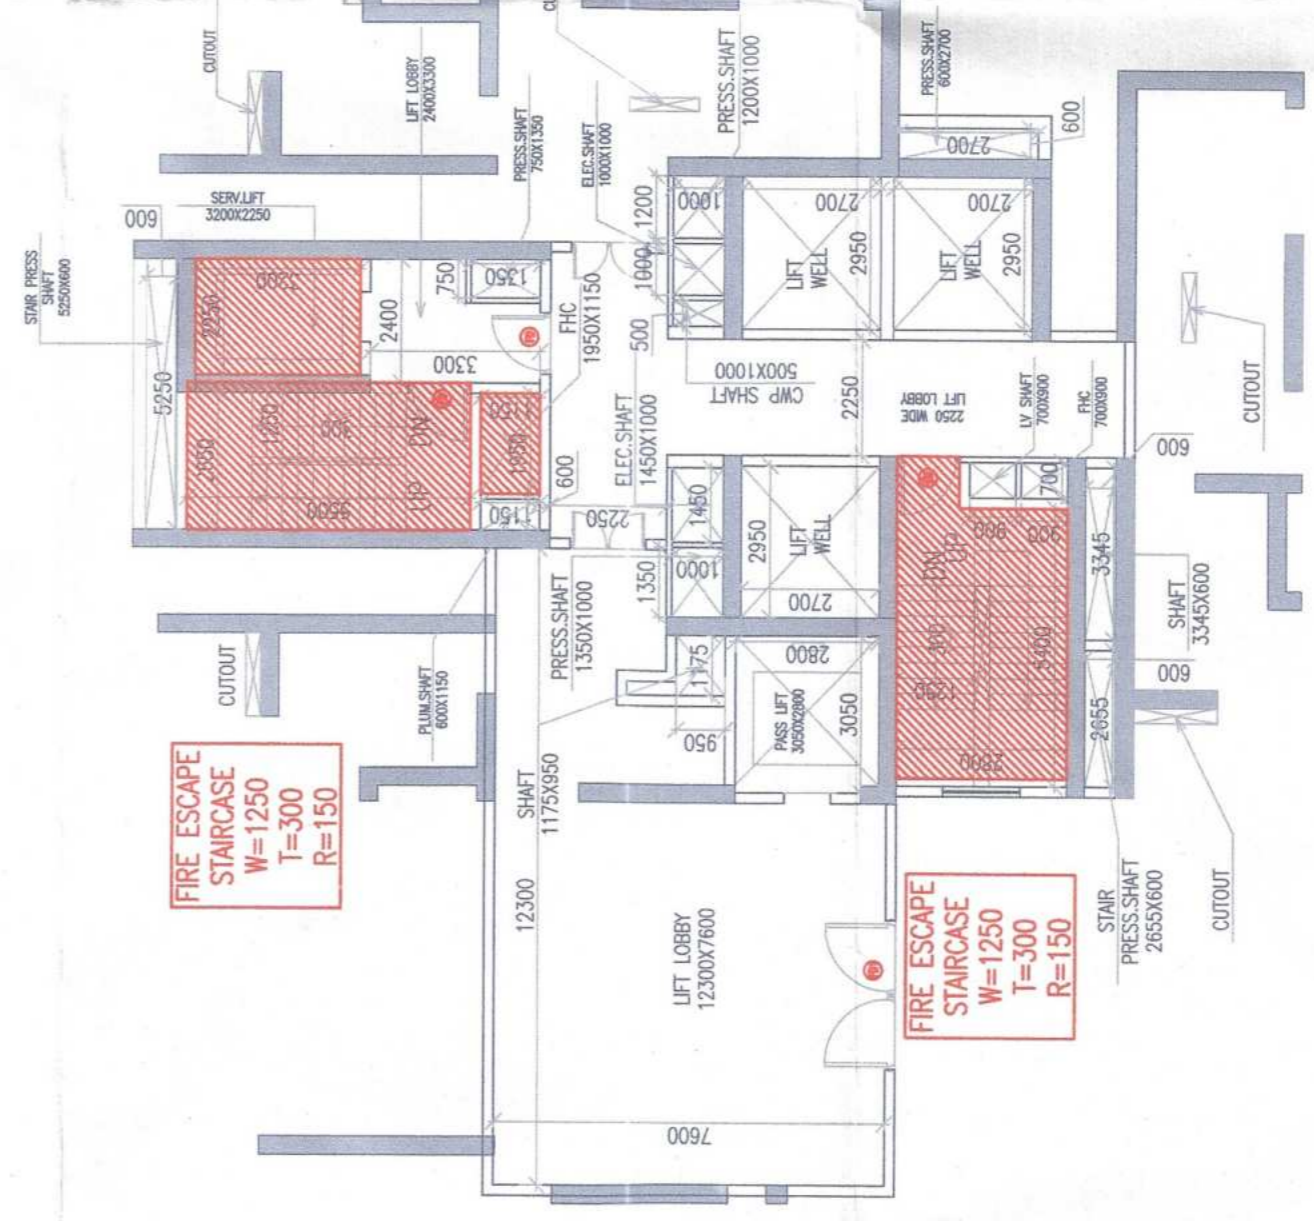 CUTOUT
LIFT LOBBY
2400X3300
PRESS.SHAFT
750X1350
ELEC.SHAFT
1000X1000
PRESS.SHAFT
1200X1000
PRESS.SHAFT
600X2700
600
2700
SERV.LIFT
3200X2250
600
STAIR PRESS
SHAFT
5250X600
5250
3200
2250
2400
750
1350
3300
FHC
1950X1150
1000
1200
1000
500
CWP SHAFT
500X1000
2700
2950
LIFT
WELL
2700
2950
LIFT
WELL
1250
300
DN
UP
5500
1150
1950
1150
600
ELEC.SHAFT
1450X1000
2250
2250
2250 WIDE
LIFT LOBBY
LV SHAFT
700X900
FHC
700X900
600
CUTOUT
1450
1000
1350
PRESS.SHAFT
1350X1000
2950
LIFT
WELL
2700
700
900
900
DN
UP
300
1250
5400
2800
3345
SHAFT
3345X600
600
2655
CUTOUT
PLUM.SHAFT
600X1150
1175
950
SHAFT
1175X950
2800
PASS LIFT
3050X2800
3050
FIRE ESCAPE
STAIRCASE
W=1250
T=300
R=150
12300
LIFT LOBBY
12300X7600
7600
FIRE ESCAPE
STAIRCASE
W=1250
T=300
R=150
STAIR
PRESS.SHAFT
2655X600
CUTOUT